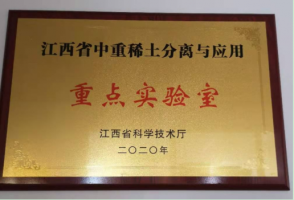 江西省中重稀土分离与应用
重点实验室
江西省科学技术厅
二〇二〇年